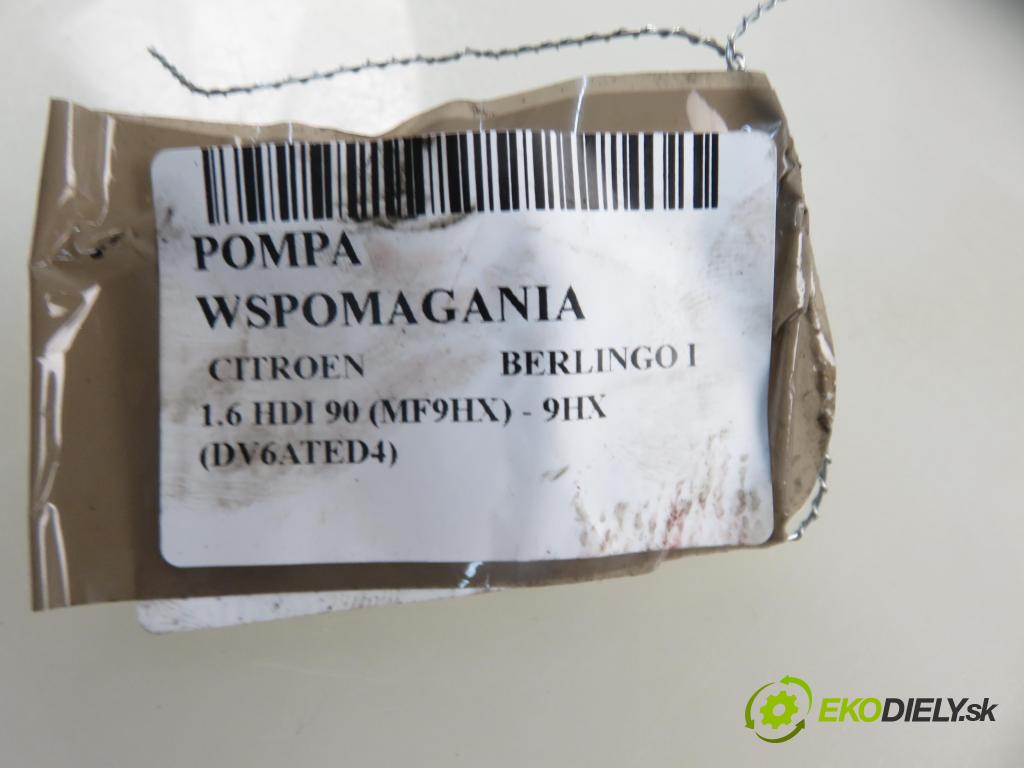 POMPA
WSPOMAGANIA
CITROEN BERLINGO I
1.6 HDI 90 (MF9HX) - 9HX
(DV6ATED4)
EKODIELY.sk